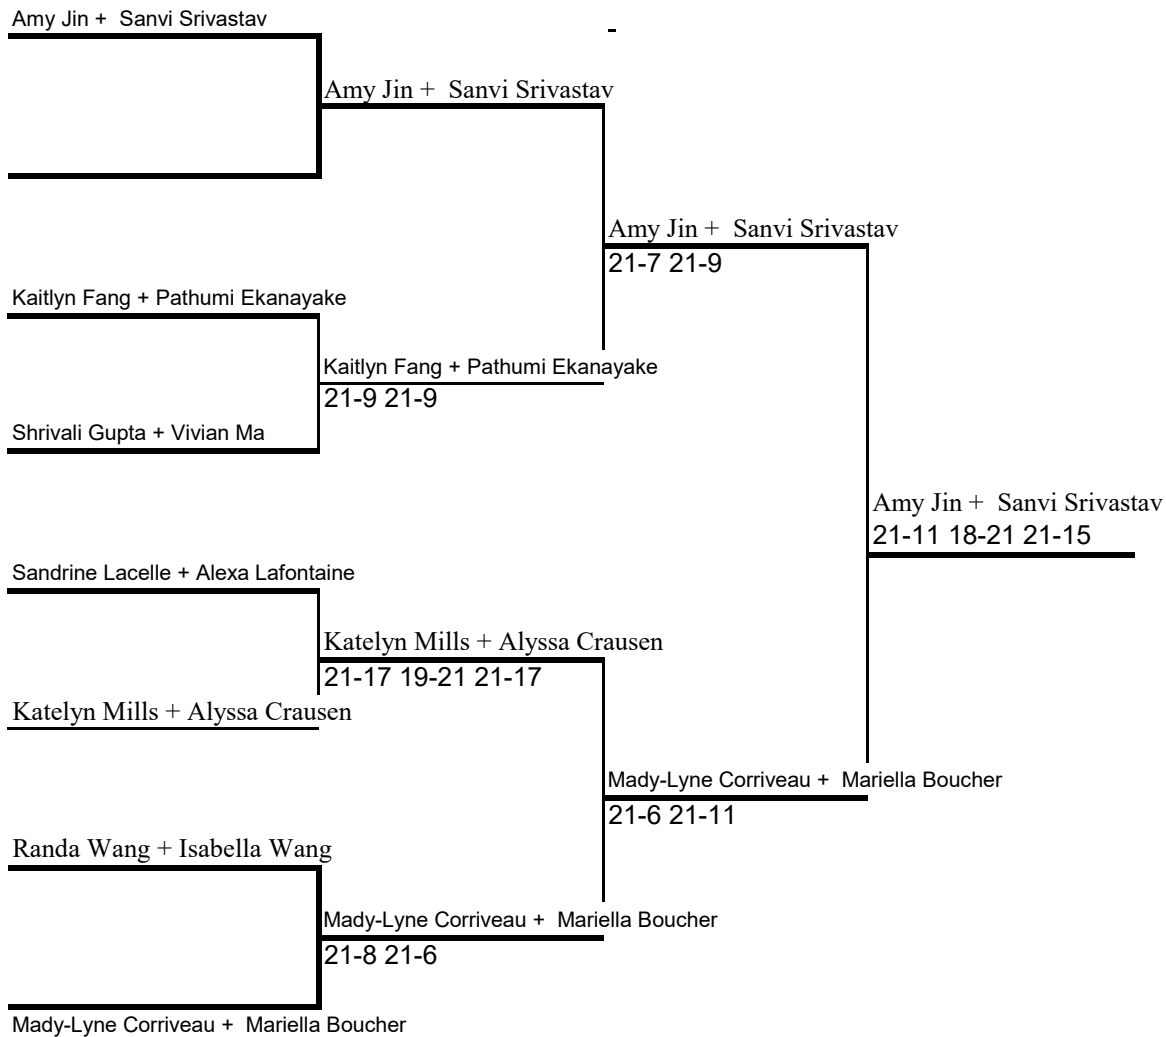 Amy Jin +  Sanvi Srivastav
-
Amy Jin +  Sanvi Srivastav
Amy Jin +  Sanvi Srivastav
21-7 21-9
Kaitlyn Fang + Pathumi Ekanayake
Kaitlyn Fang + Pathumi Ekanayake
21-9 21-9
Shrivali Gupta + Vivian Ma
Amy Jin +  Sanvi Srivastav
21-11 18-21 21-15
Sandrine Lacelle + Alexa Lafontaine
Katelyn Mills + Alyssa Crausen
21-17 19-21 21-17
Katelyn Mills + Alyssa Crausen
Mady-Lyne Corriveau +  Mariella Boucher
21-6 21-11
Randa Wang + Isabella Wang
Mady-Lyne Corriveau +  Mariella Boucher
21-8 21-6
Mady-Lyne Corriveau +  Mariella Boucher